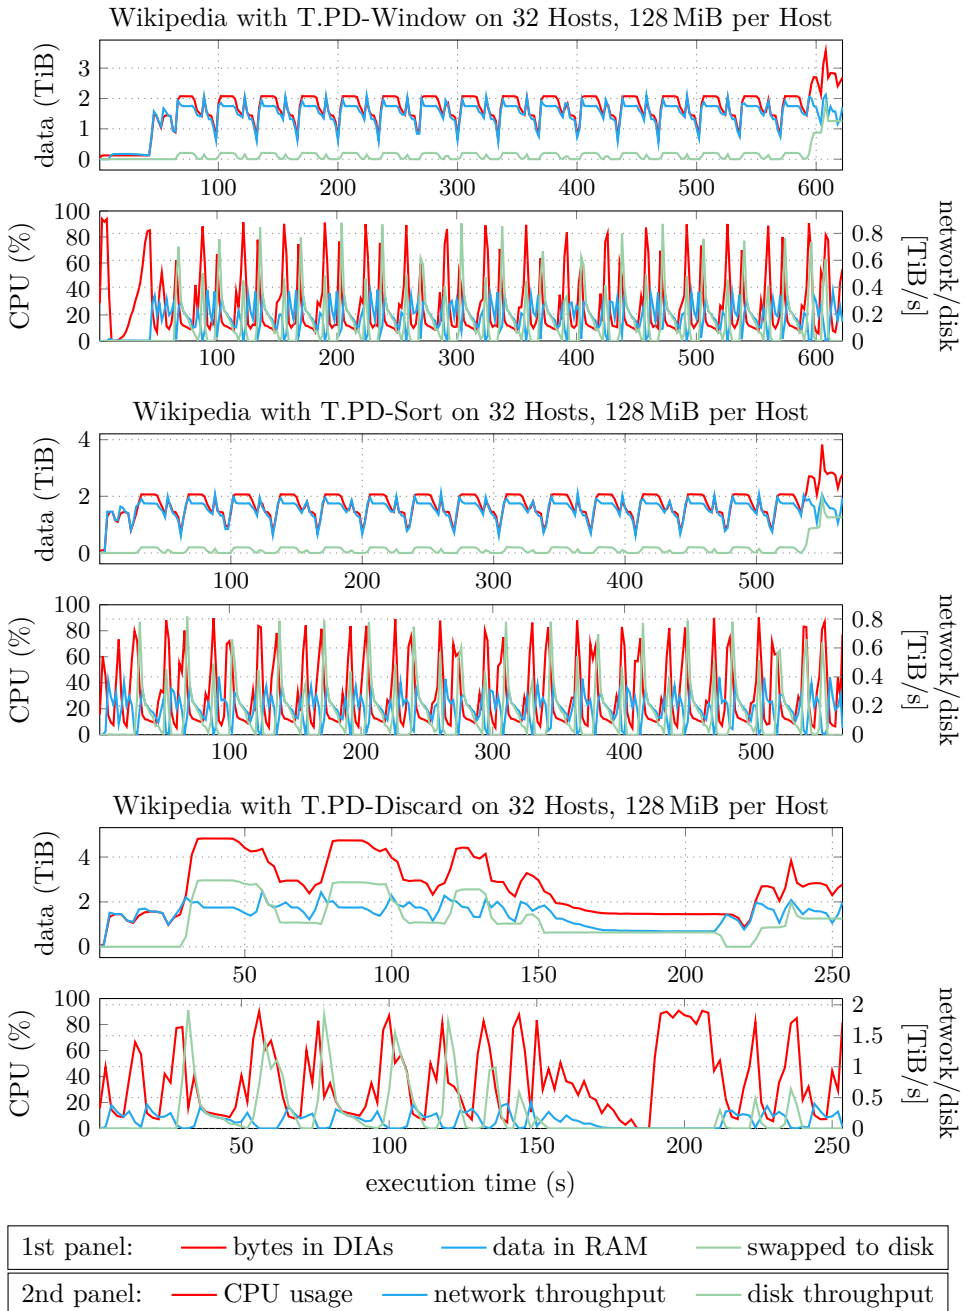 Wikipedia with T.PD-Window on 32 Hosts, 128 MiB per Host
data (TiB)
3
2
1
0
100 200 300 400 500 600
CPU (%)
100
80
60
40
20
0
0.8
0.6
0.4
0.2
0
network/disk
[TiB/s]
100 200 300 400 500 600
Wikipedia with T.PD-Sort on 32 Hosts, 128 MiB per Host
data (TiB)
4
2
0
100 200 300 400 500
CPU (%)
100
80
60
40
20
0
0.8
0.6
0.4
0.2
0
network/disk
[TiB/s]
100 200 300 400 500
Wikipedia with T.PD-Discard on 32 Hosts, 128 MiB per Host
data (TiB)
4
2
0
50 100 150 200 250
CPU (%)
100
80
60
40
20
0
2
1.5
1
0.5
0
network/disk
[TiB/s]
50 100 150 200 250
execution time (s)
1st panel: bytes in DIAs data in RAM swapped to disk
2nd panel: CPU usage network throughput disk throughput